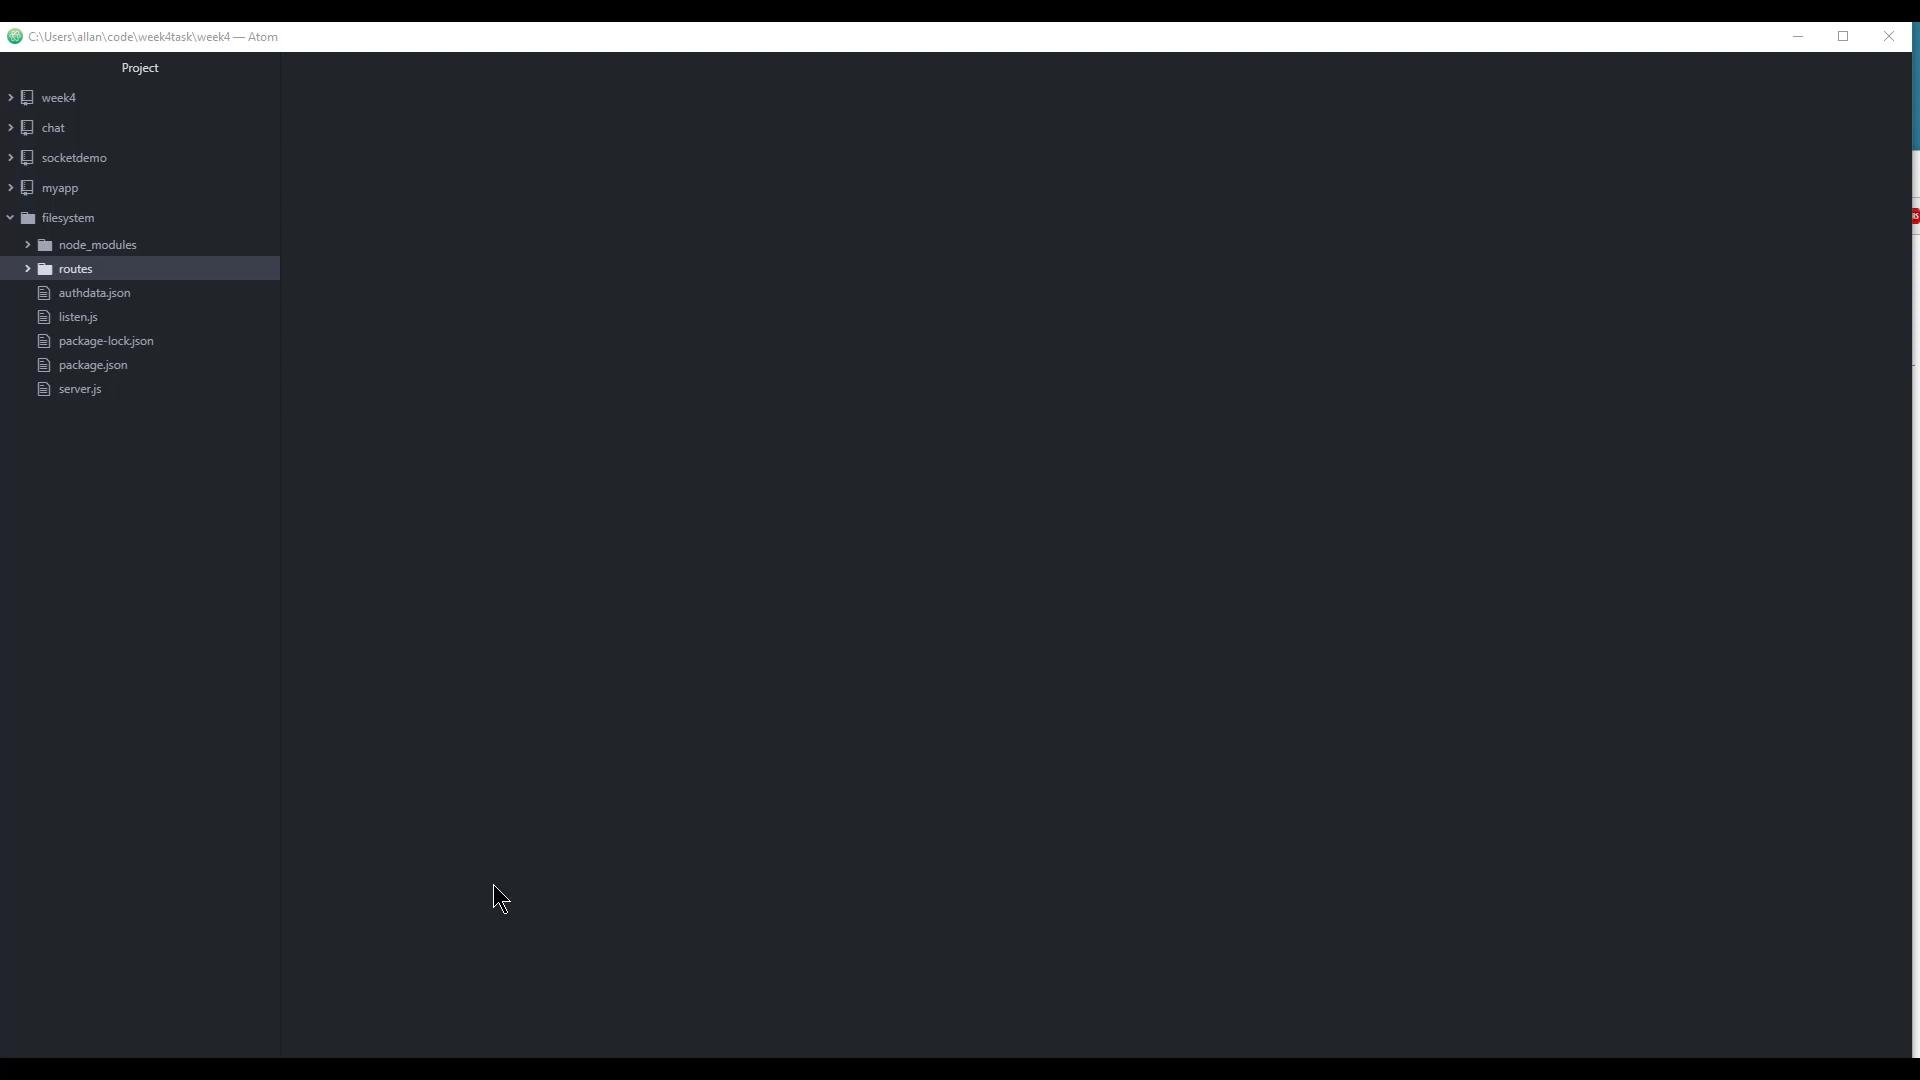 C:\Users\allan\code\week4task\week4 — Atom
Project
week4
chat
socketdemo
myapp
filesystem
node_modules
routes
authdata.json
listen.js
package-lock.json
package.json
server.js